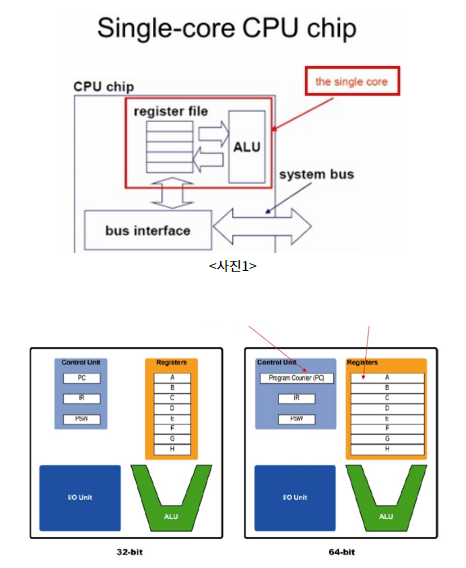 Single-core CPU chip
the single core
CPU chip
register file
ALU
system bus
bus interface
<사진1>
Control Unit
Registers
PC
A
B
IR
C
D
PSW
E
F
G
H
I/O Unit
ALU
32-bit
Control Unit
Registers
Program Counter (PC)
A
B
IR
C
D
PSW
E
F
G
H
I/O Unit
ALU
64-bit